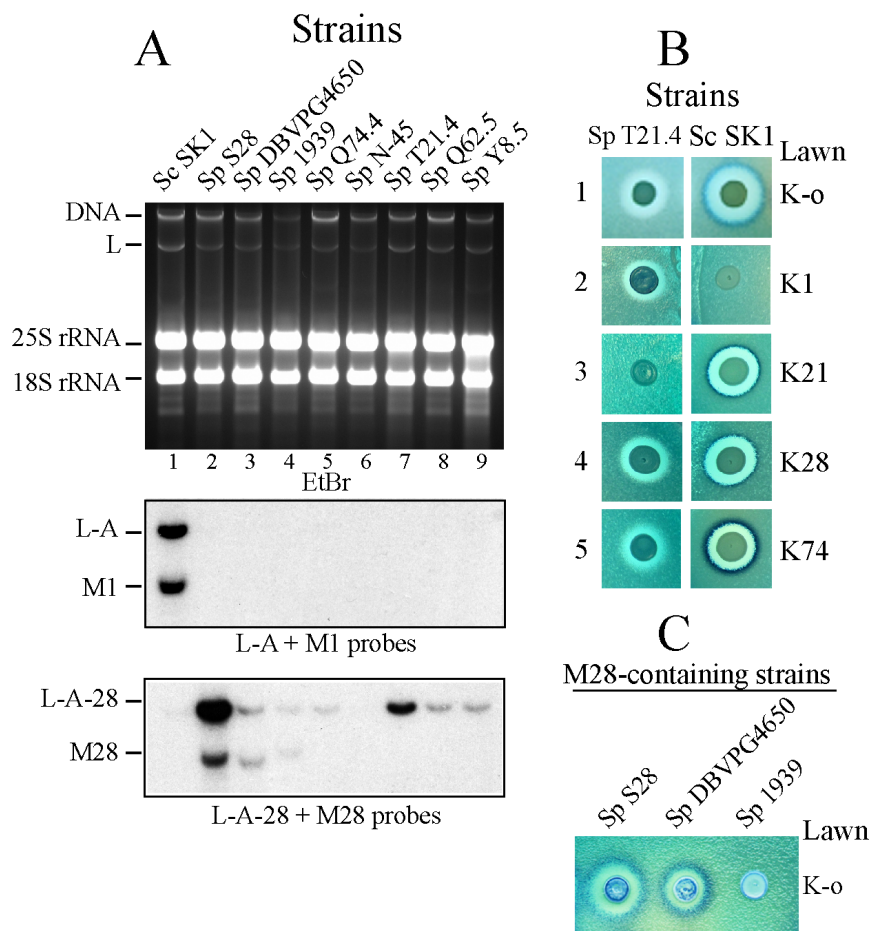 A
Strains
Sc SK1
Sp S28
Sp DBVPG4650
Sp 1939
Sp Q74.4
Sp N-45
Sp T21.4
Sp Q62.5
Sp Y8.5
DNA
L
25S rRNA
18S rRNA
1 2 3 4 5 6 7 8 9
EtBr
L-A
M1
L-A + M1 probes
L-A-28
M28
L-A-28 + M28 probes
B
Strains
Sp T21.4 Sc SK1
Lawn
1 K-o
2 K1
3 K21
4 K28
5 K74
C
M28-containing strains
Sp S28
Sp DBVPG4650
Sp 1939
Lawn
K-o